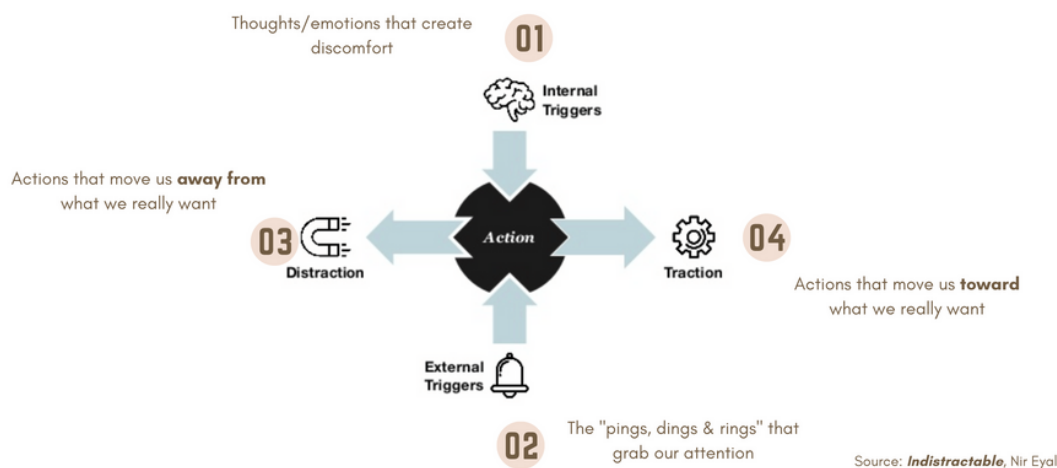 Thoughts/emotions that create
discomfort
01
Internal
Triggers
Actions that move us away from
what we really want
03
Distraction
Action
Traction
04
Actions that move us toward
what we really want
External
Triggers
02
The "pings, dings & rings" that
grab our attention
Source: Indistractable, Nir Eyal